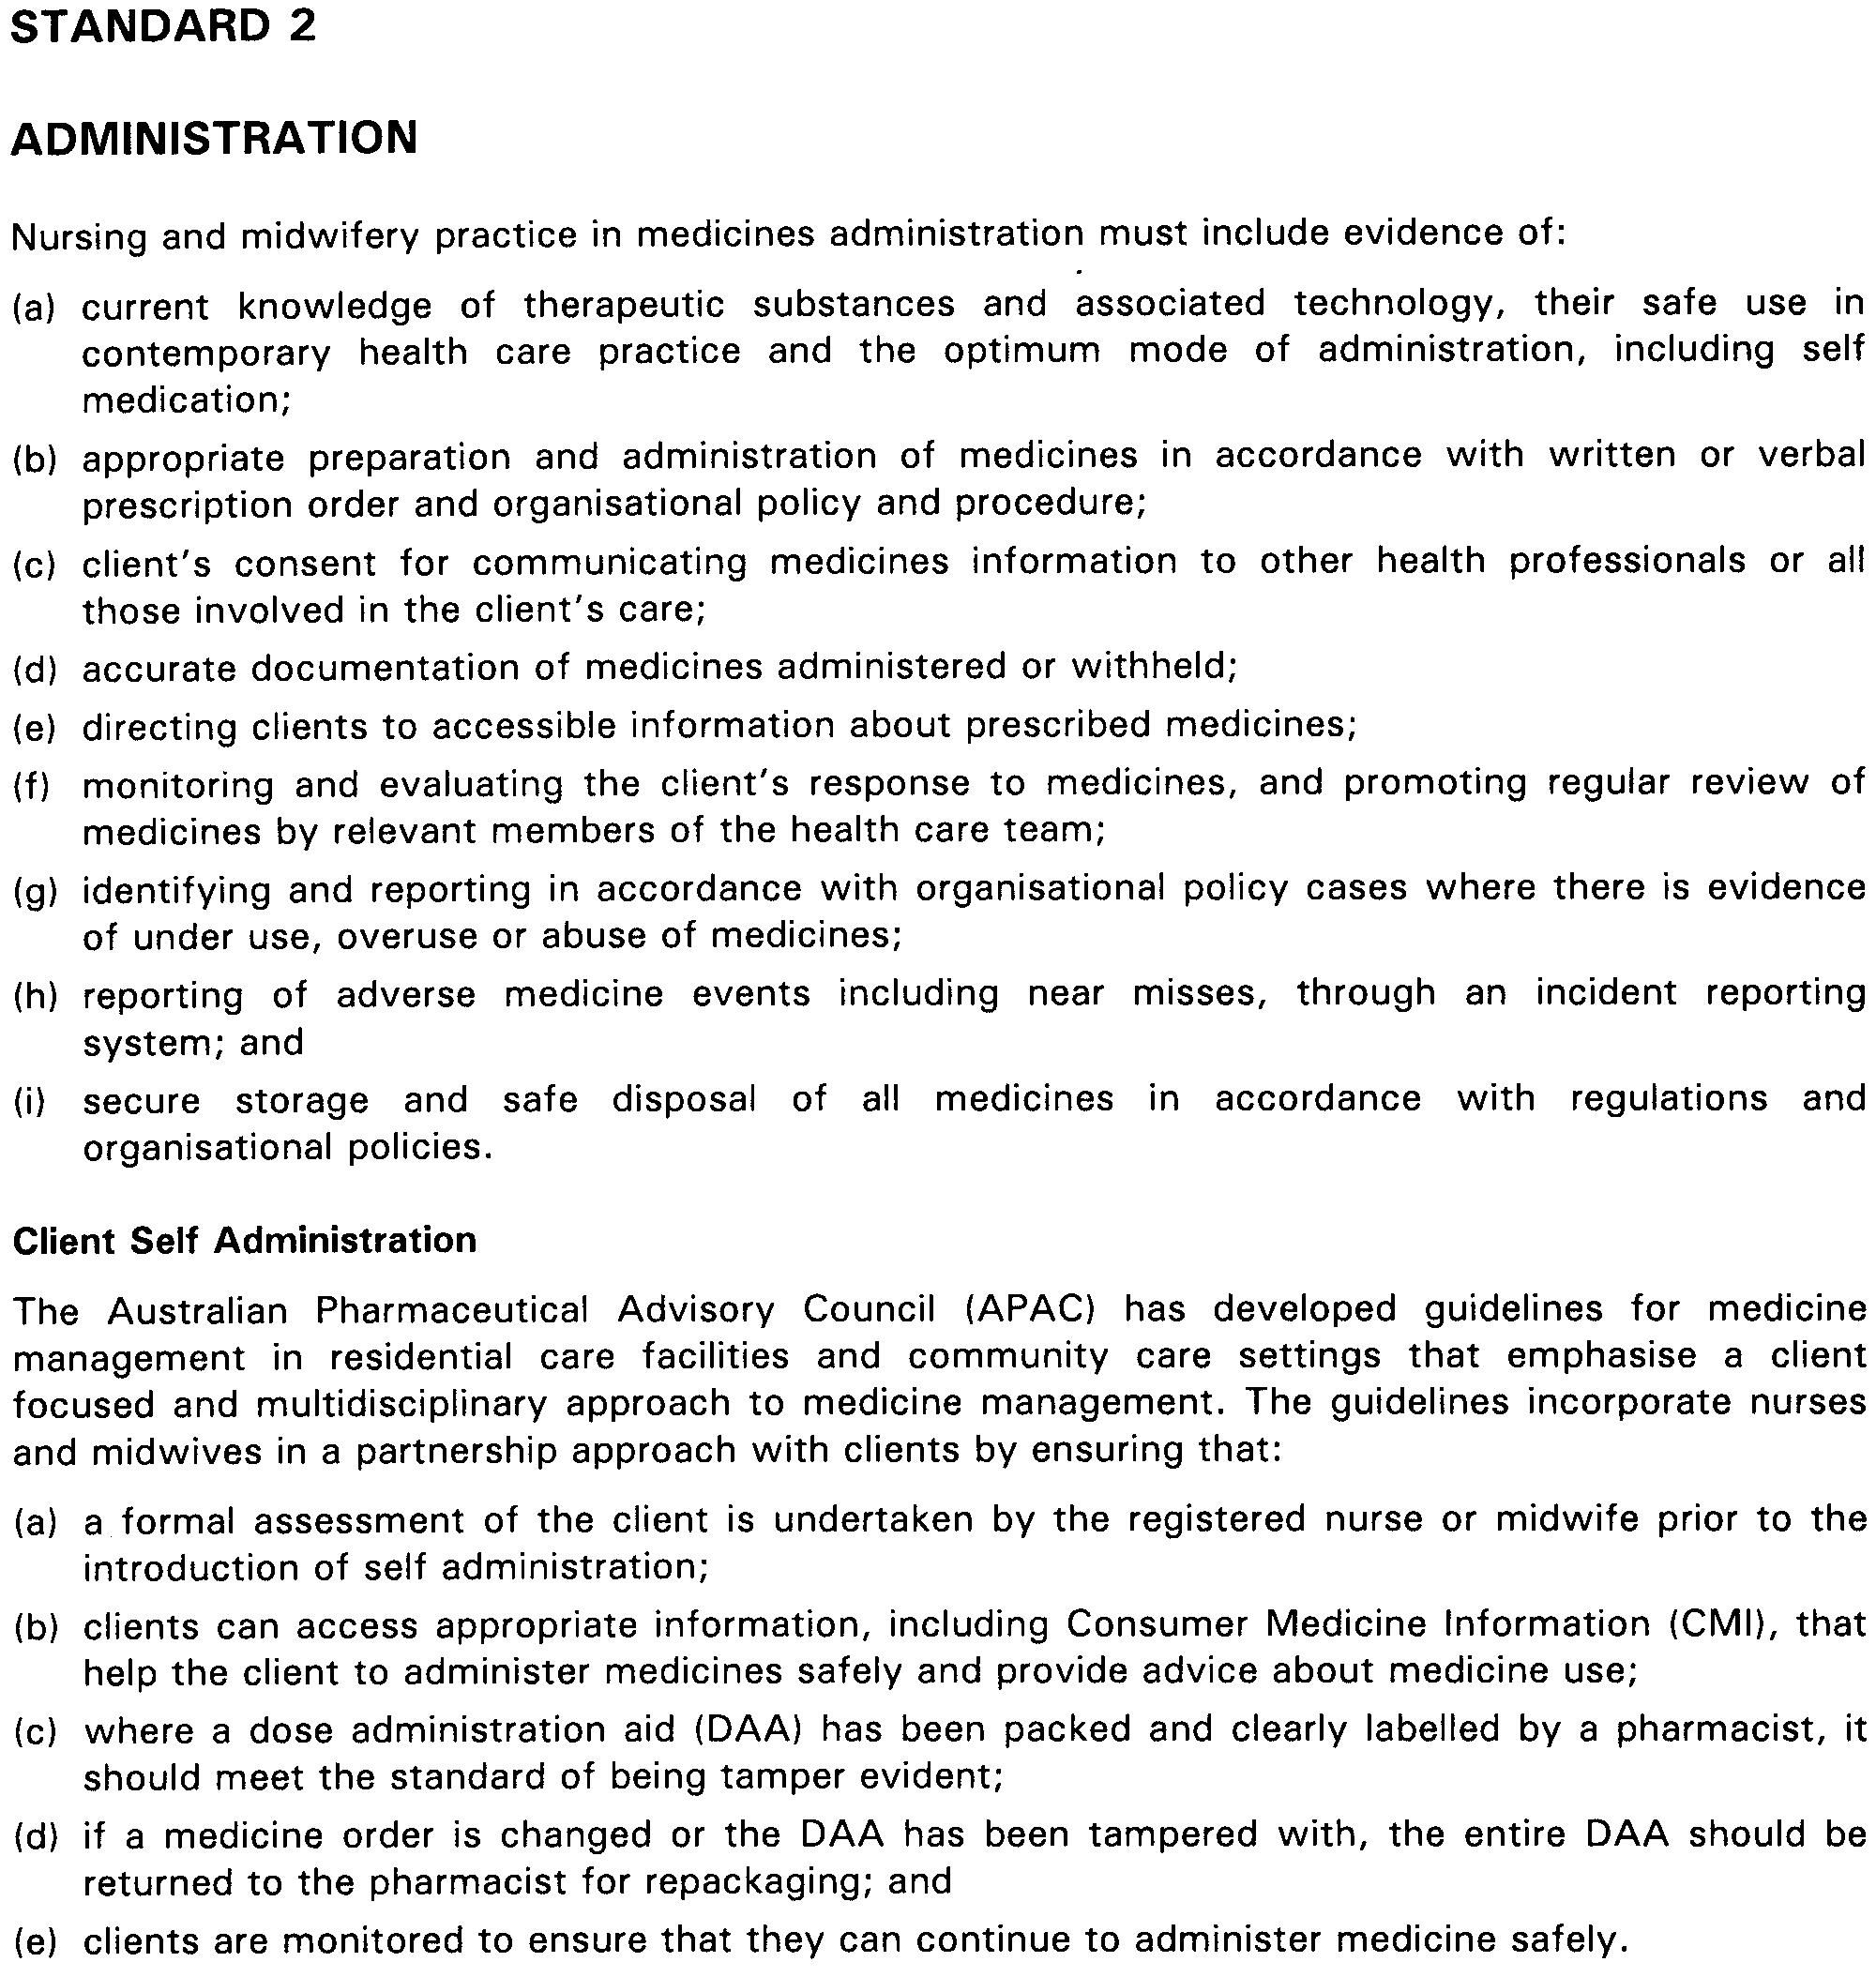 STANDARD 2
ADMINISTRATION
Nursing and midwifery practice in medicines administration must include evidence of:
(a) current knowledge of therapeutic substances and associated technology, their safe use in
contemporary health care practice and the optimum mode of administration, including self
medication;
(b) appropriate preparation and administration of medicines in accordance with written or verbal
prescription order and organisational policy and procedure;
(c) client's consent for communicating medicines information to other health professionals or all
those involved in the client's care;
(d) accurate documentation of medicines administered or withheld;
(e) directing clients to accessible information about prescribed medicines;
(f) monitoring and evaluating the client's response to medicines, and promoting regular review of
medicines by relevant members of the health care team;
(g) identifying and reporting in accordance with organisational policy cases where there is evidence
of under use, overuse or abuse of medicines;
(h) reporting of adverse medicine events including near misses, through an incident reporting
system; and
(i) secure storage and safe disposal of all medicines in accordance with regulations and
organisational policies.
Client Self Administration
The Australian Pharmaceutical Advisory Council (APAC) has developed guidelines for medicine
management in residential care facilities and community care settings that emphasise a client
focused and multidisciplinary approach to medicine management. The guidelines incorporate nurses
and midwives in a partnership approach with clients by ensuring that:
(a) a formal assessment of the client is undertaken by the registered nurse or midwife prior to the
introduction of self administration;
(b) clients can access appropriate information, including Consumer Medicine Information (CMI), that
help the client to administer medicines safely and provide advice about medicine use;
(c) where a dose administration aid (DAA) has been packed and clearly labelled by a pharmacist, it
should meet the standard of being tamper evident;
(d) if a medicine order is changed or the DAA has been tampered with, the entire DAA should be
returned to the pharmacist for repackaging; and
(e) clients are monitored to ensure that they can continue to administer medicine safely.